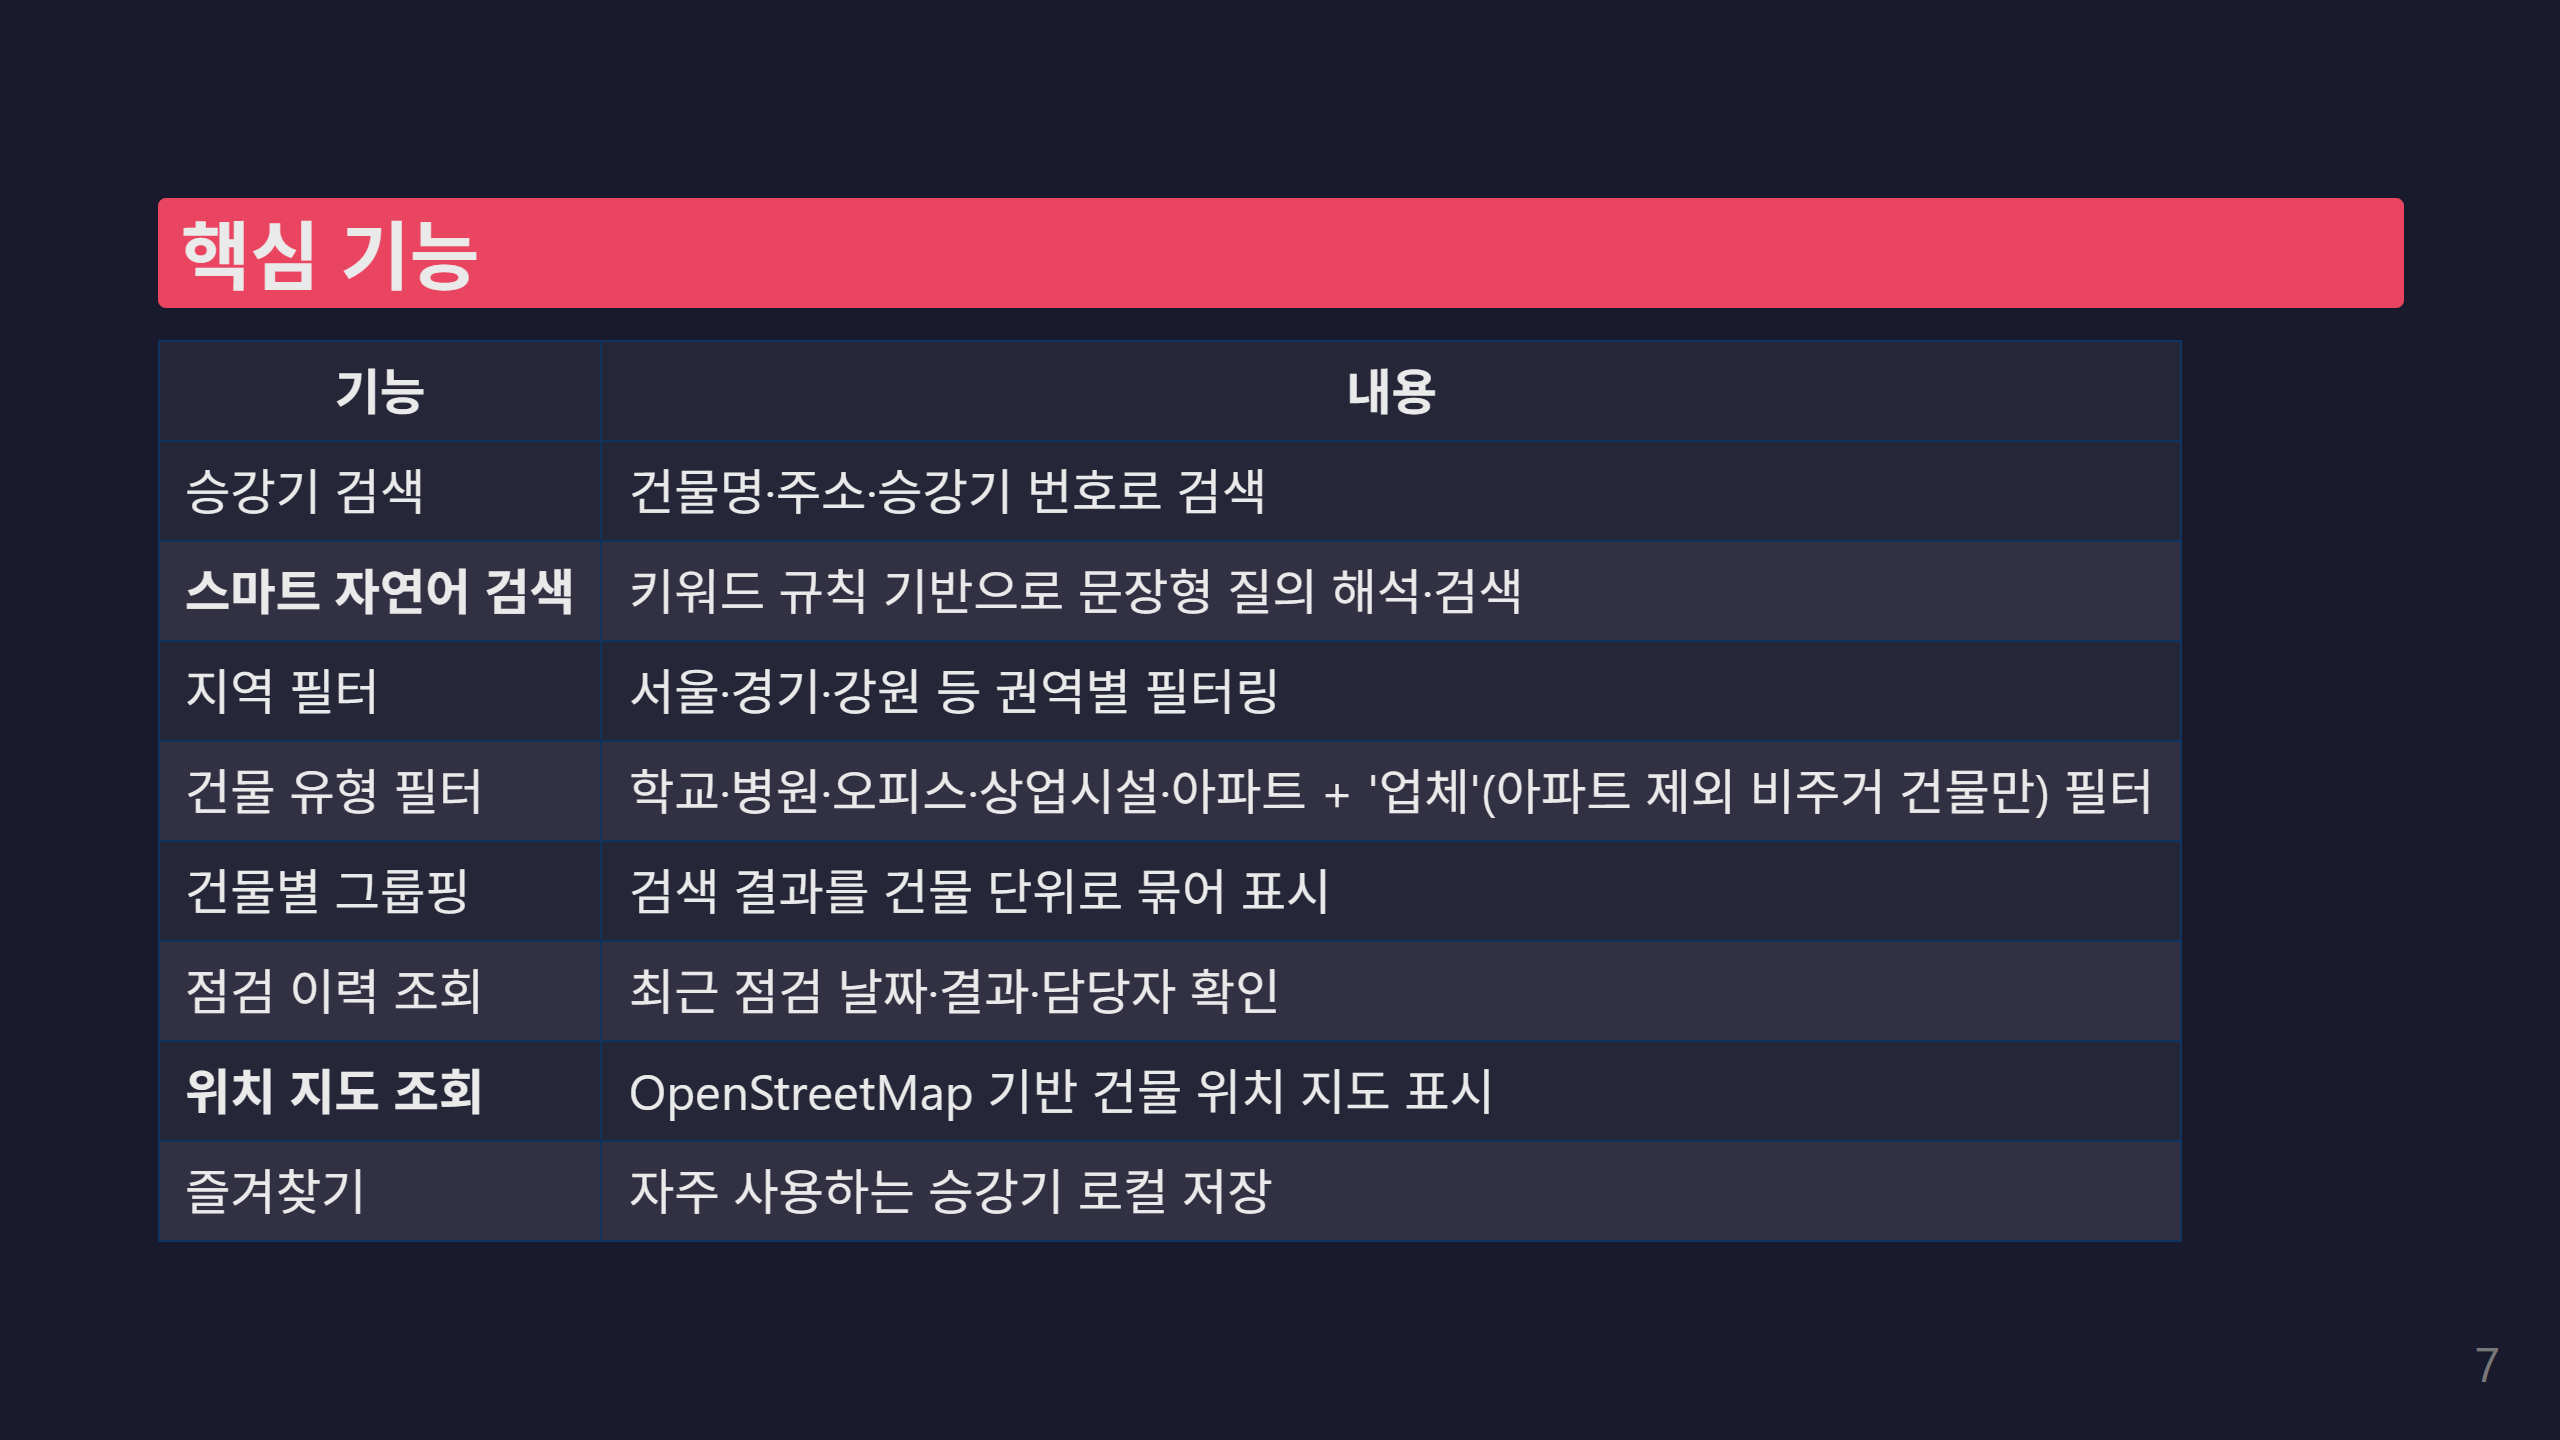 핵심 기능
기능 내용
승강기 검색 건물명·주소·승강기 번호로 검색
스마트 자연어 검색 키워드 규칙 기반으로 문장형 질의 해석·검색
지역 필터 서울·경기·강원 등 권역별 필터링
건물 유형 필터 학교·병원·오피스·상업시설·아파트 + '업체'(아파트 제외 비주거 건물만) 필터
건물별 그룹핑 검색 결과를 건물 단위로 묶어 표시
점검 이력 조회 최근 점검 날짜·결과·담당자 확인
위치 지도 조회 OpenStreetMap 기반 건물 위치 지도 표시
즐겨찾기 자주 사용하는 승강기 로컬 저장
7